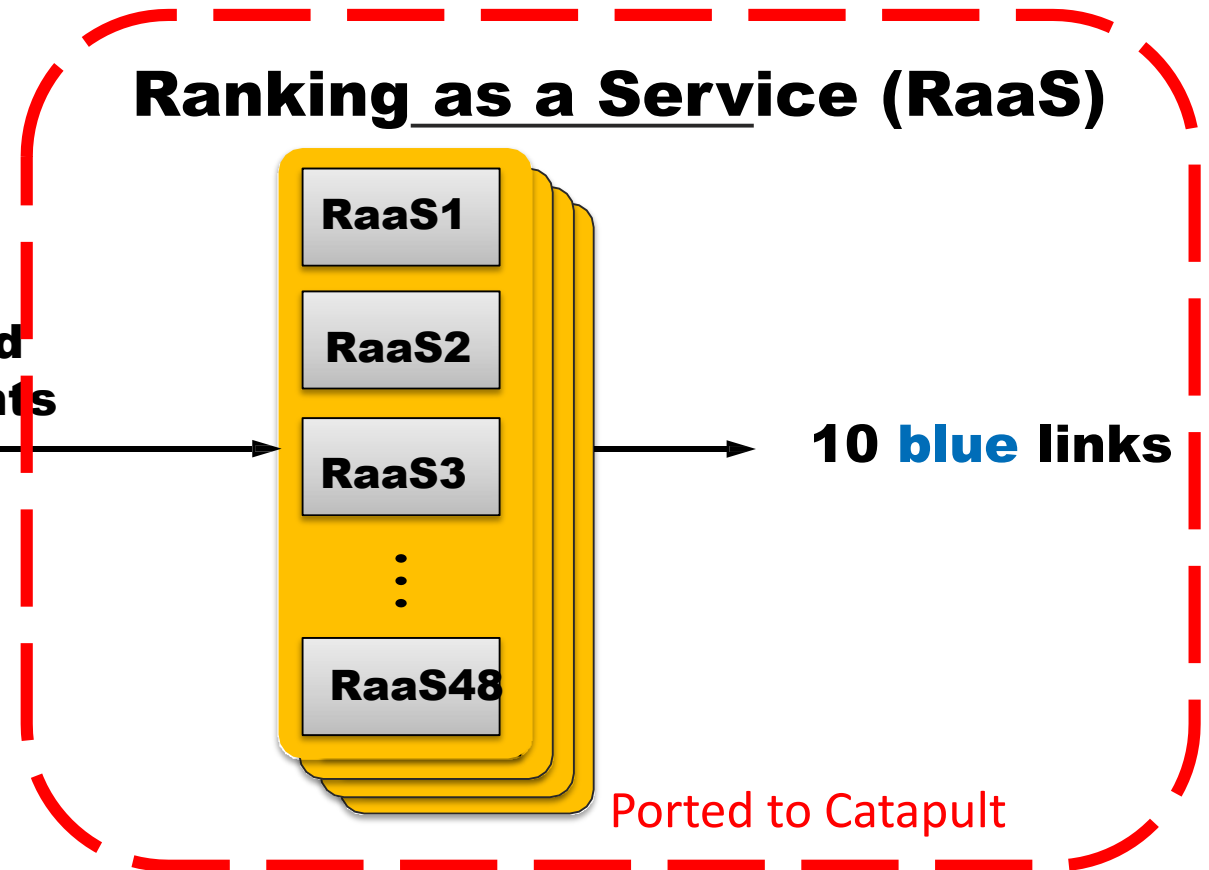 Ranking as a Service (RaaS)
RaaS1
RaaS2
RaaS3
RaaS48
10 blue links
Ported to Catapult